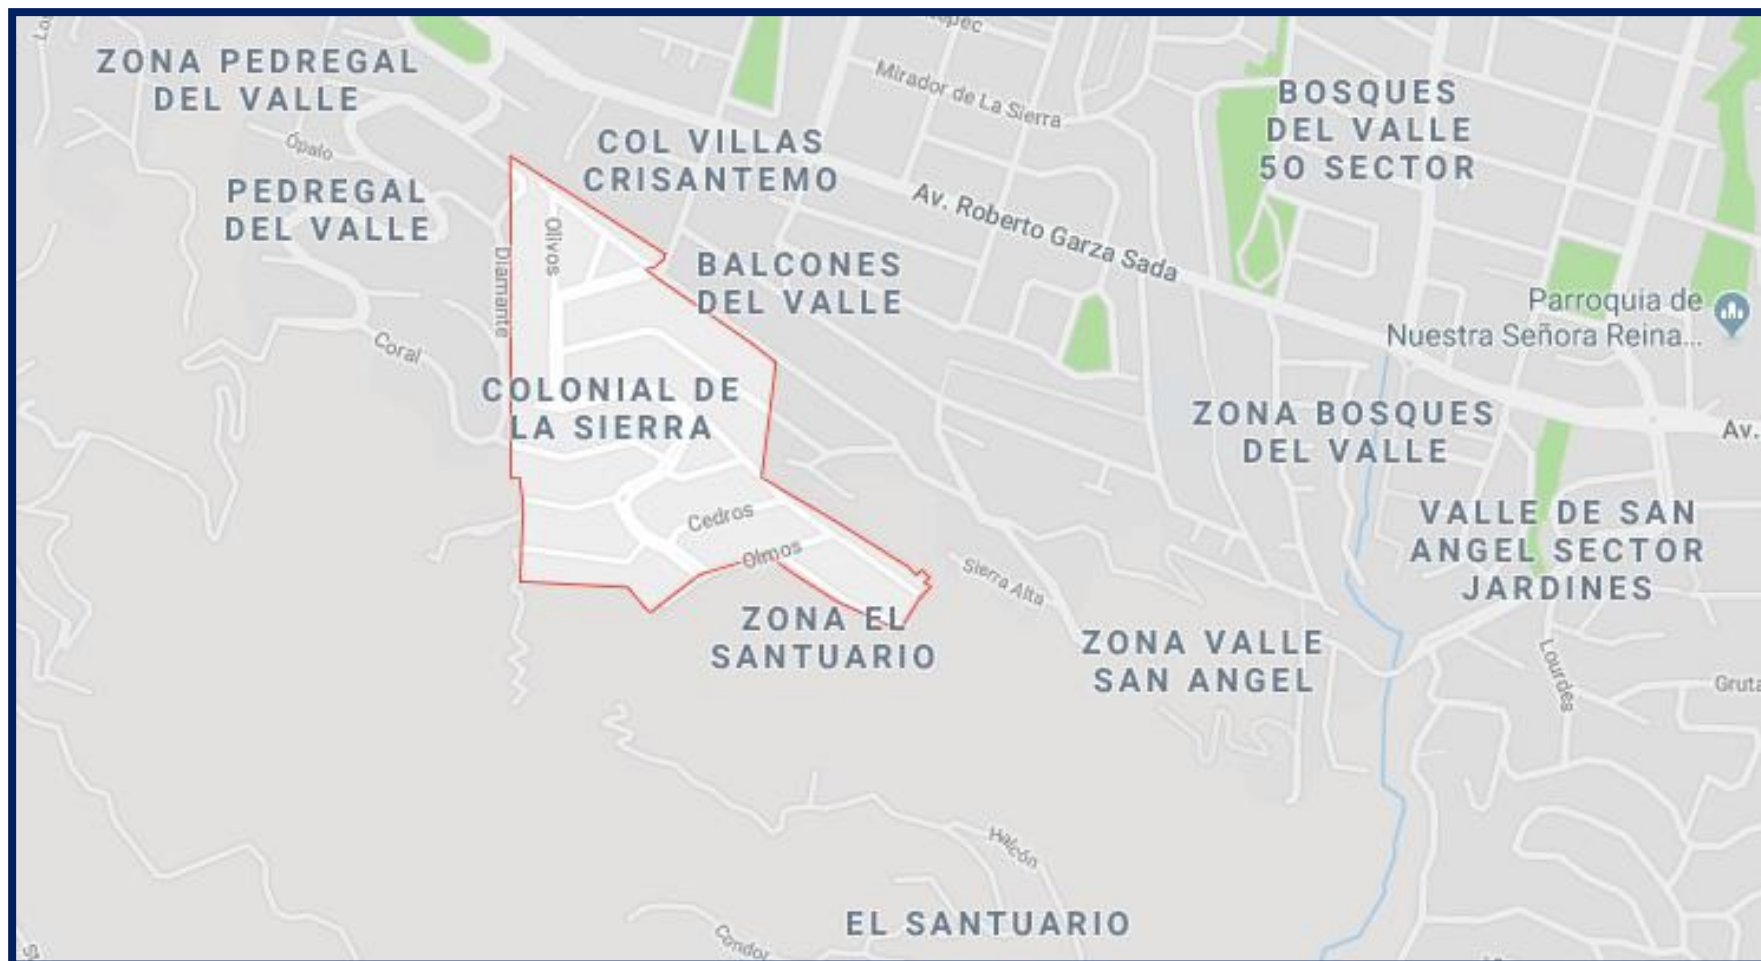 ZONA PEDREGAL
DEL VALLE
Ópalo
PEDREGAL
DEL VALLE
COL VILLAS
CRISANTEMO
Mirador de La Sierra
BOSQUES
DEL VALLE
5O SECTOR
Av. Roberto Garza Sada
Olivos
Diamante
BALCONES
DEL VALLE
Parroquia de
Nuestra Señora Reina...
Coral
COLONIAL DE
LA SIERRA
ZONA BOSQUES
DEL VALLE
Av.
Cedros
Olmos
VALLE DE SAN
ANGEL SECTOR
JARDINES
Sierra Alta
ZONA EL
SANTUARIO
ZONA VALLE
SAN ANGEL
Lourdes
Gruta
Halcón
EL SANTUARIO
Condor